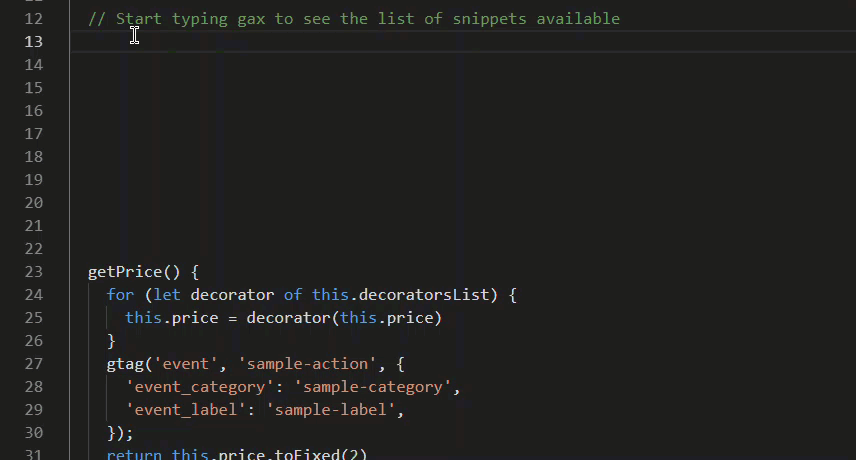 12 // Start typing gax to see the list of snippets available
13
14
15
16
17
18
19
20
21
22
23 getPrice() {
24 for (let decorator of this.decoratorsList) {
25 this.price = decorator(this.price)
26 }
27 gtag('event', 'sample-action', {
28 'event_category': 'sample-category',
29 'event_label': 'sample-label',
30 });
31 return this.price.toFixed(2)